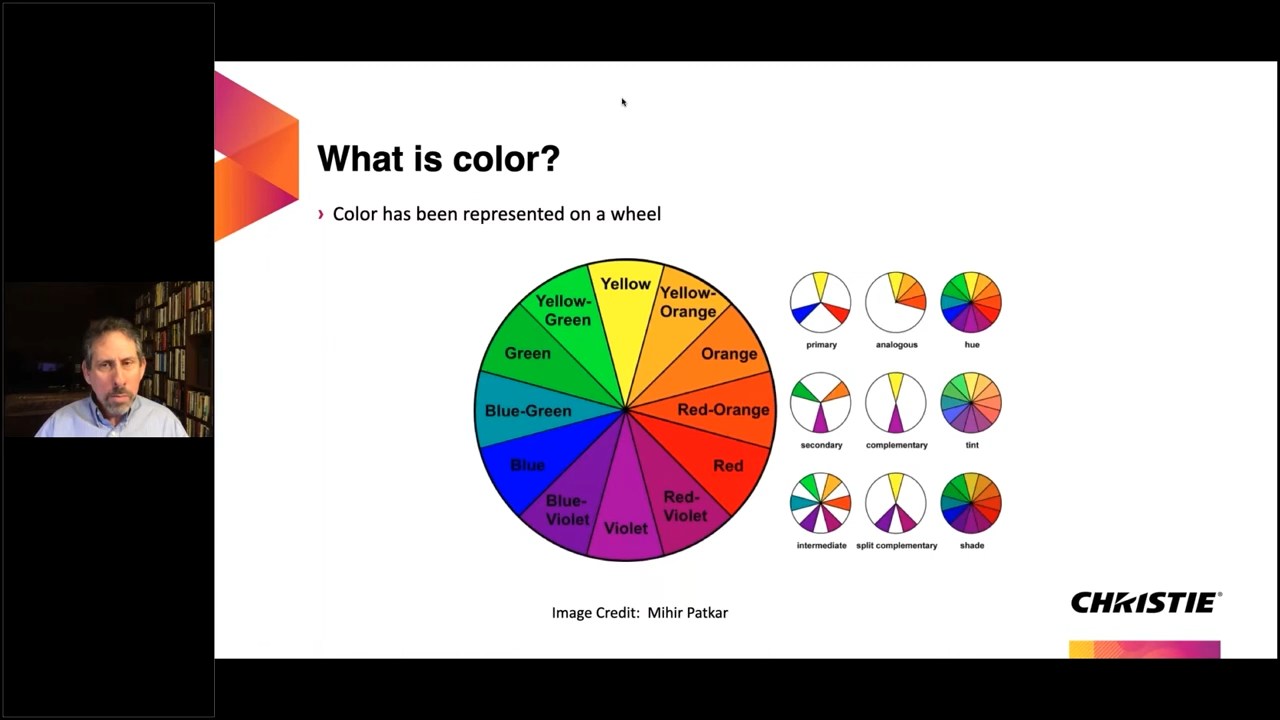 What is color?
› Color has been represented on a wheel
Yellow
Yellow-
Orange
Orange
Red-Orange
Red
Red-
Violet
Violet
Blue-
Violet
Blue
Blue-Green
Green
Yellow-
Green
primary
analogous
hue
secondary
complementary
tint
intermediate
split complementary
shade
Image Credit: Mihir Patkar
CHRISTIE®